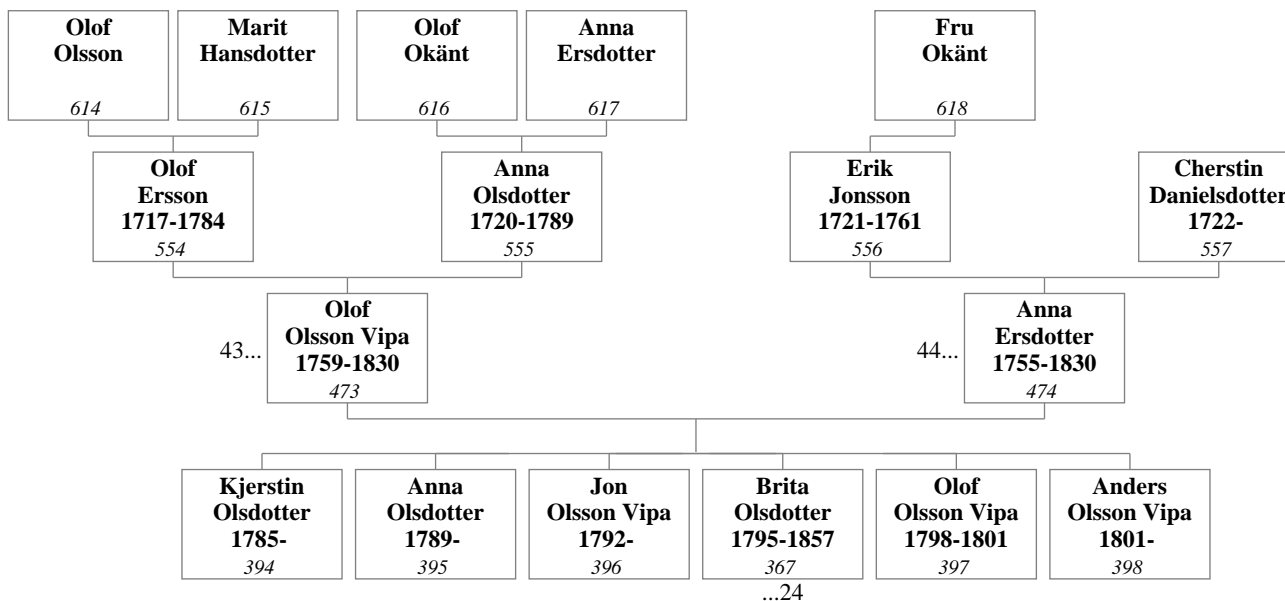 Olof
Olsson
614
Marit
Hansdotter
615
Olof
Okänt
616
Anna
Ersdotter
617
Fru
Okänt
618
Olof
Ersson
1717-1784
554
Anna
Olsdotter
1720-1789
555
Erik
Jonsson
1721-1761
556
Cherstin
Danielsdotter
1722-
557
43...
Olof
Olsson Vipa
1759-1830
473
44...
Anna
Ersdotter
1755-1830
474
Kjerstin
Olsdotter
1785-
394
Anna
Olsdotter
1789-
395
Jon
Olsson Vipa
1792-
396
Brita
Olsdotter
1795-1857
367
...24
Olof
Olsson Vipa
1798-1801
397
Anders
Olsson Vipa
1801-
398